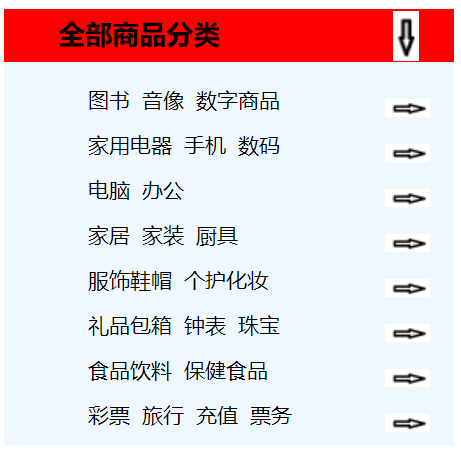 全部商品分类
图书 音像 数字商品
家用电器 手机 数码
电脑 办公
家居 家装 厨具
服饰鞋帽 个护化妆
礼品包箱 钟表 珠宝
食品饮料 保健食品
彩票 旅行 充值 票务